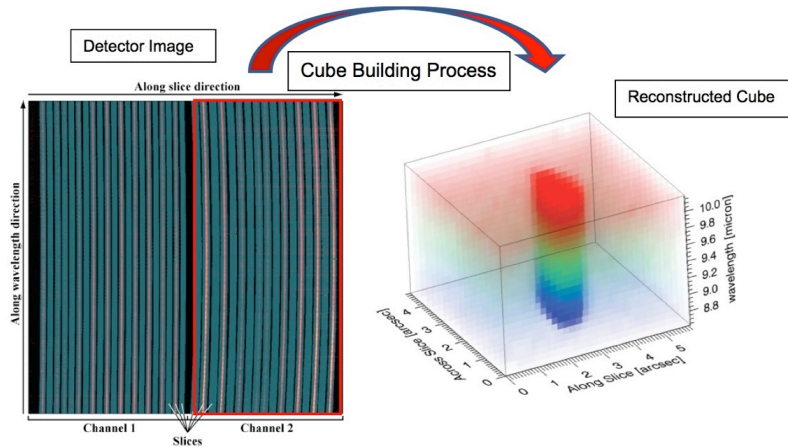 Detector Image
Cube Building Process
Reconstructed Cube
Along slice direction
Along wavelength direction
Channel 1
Channel 2
Slices
10.0
9.8
9.6
9.4
9.2
9.0
8.8
wavelength [micron]
4
3
2
1
0
Across Slice [arcsec]
0
1
2
3
4
5
Along Slice [arcsec]